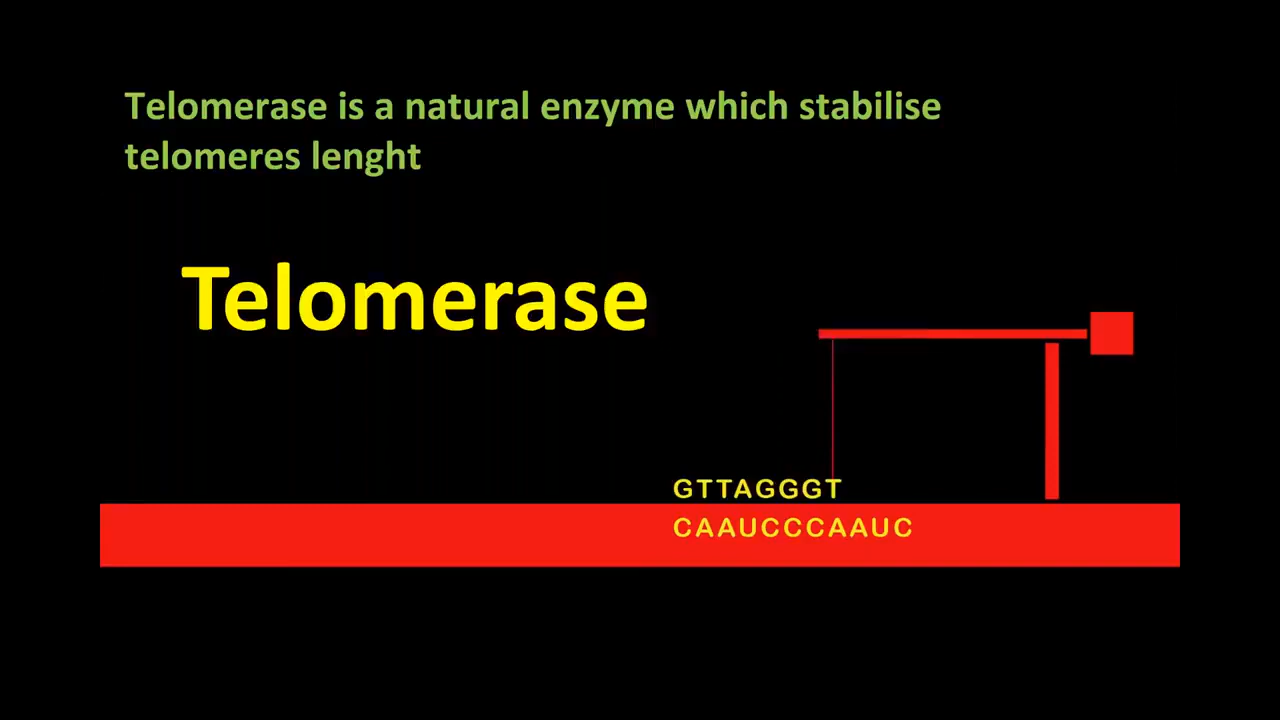 Telomerase is a natural enzyme which stabilise
telomeres lenght
Telomerase
GTTAGGGT
CAAUCCCAAUC